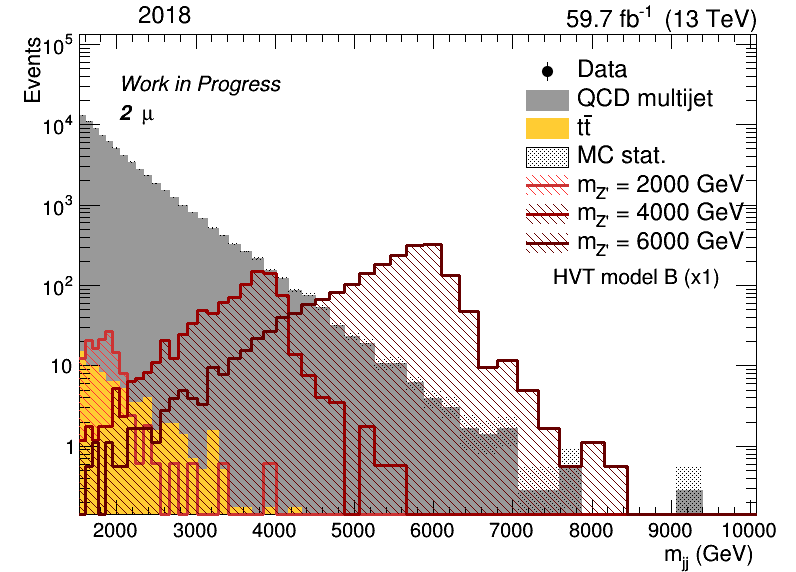 2018
59.7 fb⁻¹ (13 TeV)
Events
10⁵
10⁴
10³
10²
10
1
Work in Progress
2 μ
Data
QCD multijet
tt̄
MC stat.
m_Z' = 2000 GeV
m_Z' = 4000 GeV
m_Z' = 6000 GeV
HVT model B (x1)
2000 3000 4000 5000 6000 7000 8000 9000 10000
m_jj (GeV)